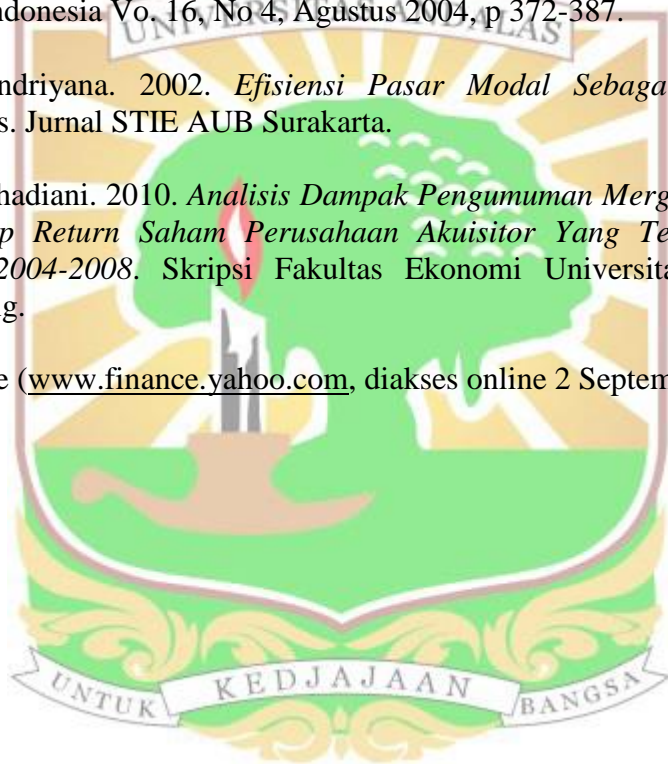 ndonesia Vo. 16, No 4, Agustus 2004, p 372-387.
UNIVERSITAS ANDALAS
ndriyana. 2002. Efisiensi Pasar Modal Sebaga
s. Jurnal STIE AUB Surakarta.
hadiani. 2010. Analisis Dampak Pengumuman Merg
p Return Saham Perusahaan Akuisitor Yang Te
2004-2008. Skripsi Fakultas Ekonomi Universita
g.
e (www.finance.yahoo.com, diakses online 2 Septem
UNTUK KEDJAJAAN BANGSA